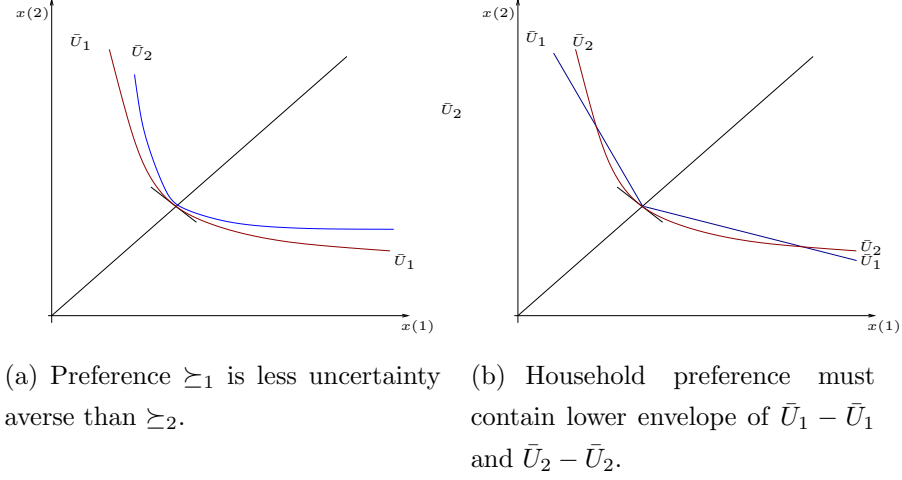 x(2)
Ū₁
Ū₂
Ū₁
x(1)
x(2)
Ū₁
Ū₂
Ū₂
Ū₂
Ū₁
x(1)
(a) Preference ⪰₁ is less uncertainty
averse than ⪰₂.
(b) Household preference must
contain lower envelope of Ū₁ − Ū₁
and Ū₂ − Ū₂.